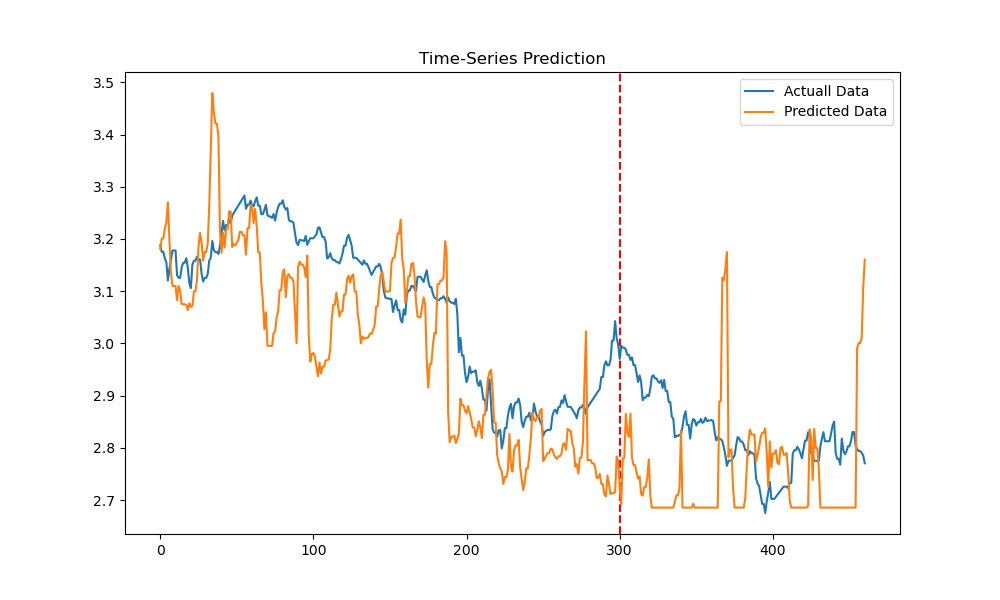 Time-Series Prediction
Actuall Data
Predicted Data
3.5
3.4
3.3
3.2
3.1
3.0
2.9
2.8
2.7
0 100 200 300 400